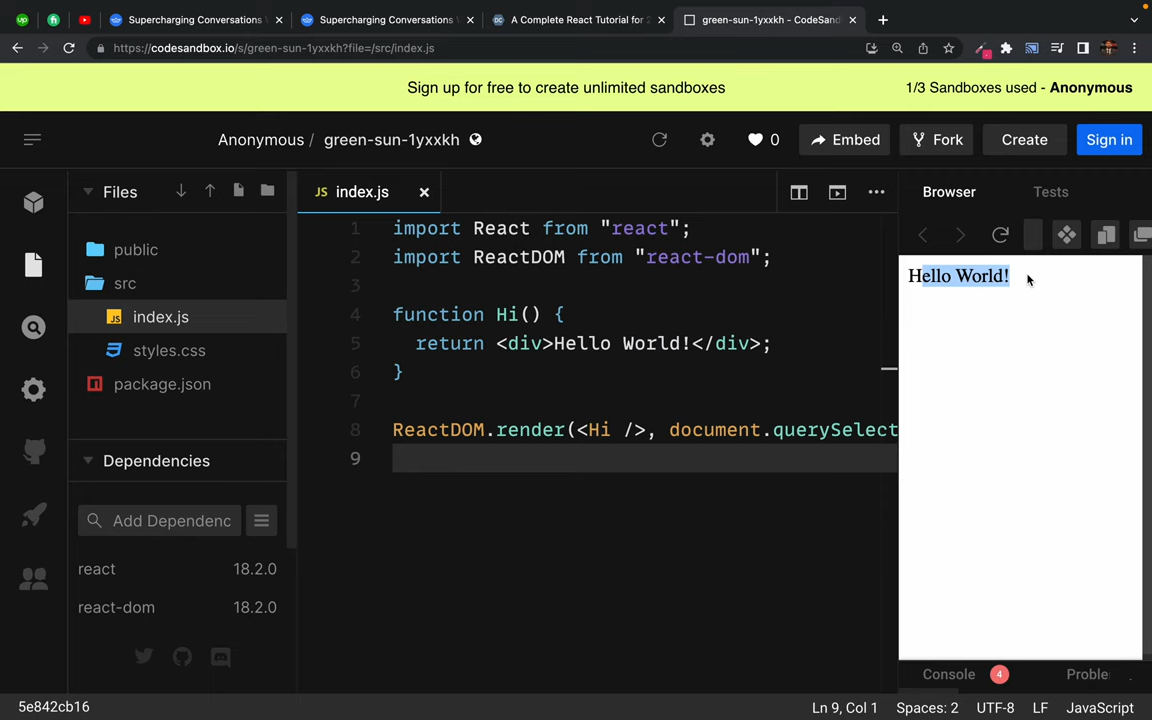 Supercharging Conversations
Supercharging Conversations
A Complete React Tutorial for 2
green-sun-1yxxkh - CodeSand
https://codesandbox.io/s/green-sun-1yxxkh?file=/src/index.js
Sign up for free to create unlimited sandboxes
1/3 Sandboxes used - Anonymous
Anonymous / green-sun-1yxxkh
0
Embed
Fork
Create
Sign in
Files
JS index.js
Browser
Tests
public
src
JS index.js
styles.css
package.json
1 import React from "react";
2 import ReactDOM from "react-dom";
3
4 function Hi() {
5 return <div>Hello World!</div>;
6 }
7
8 ReactDOM.render(<Hi />, document.querySelect
9
Hello World!
Dependencies
Add Dependenc
react 18.2.0
react-dom 18.2.0
Console 4
Proble
5e842cb16
Ln 9, Col 1
Spaces: 2
UTF-8
LF
JavaScript